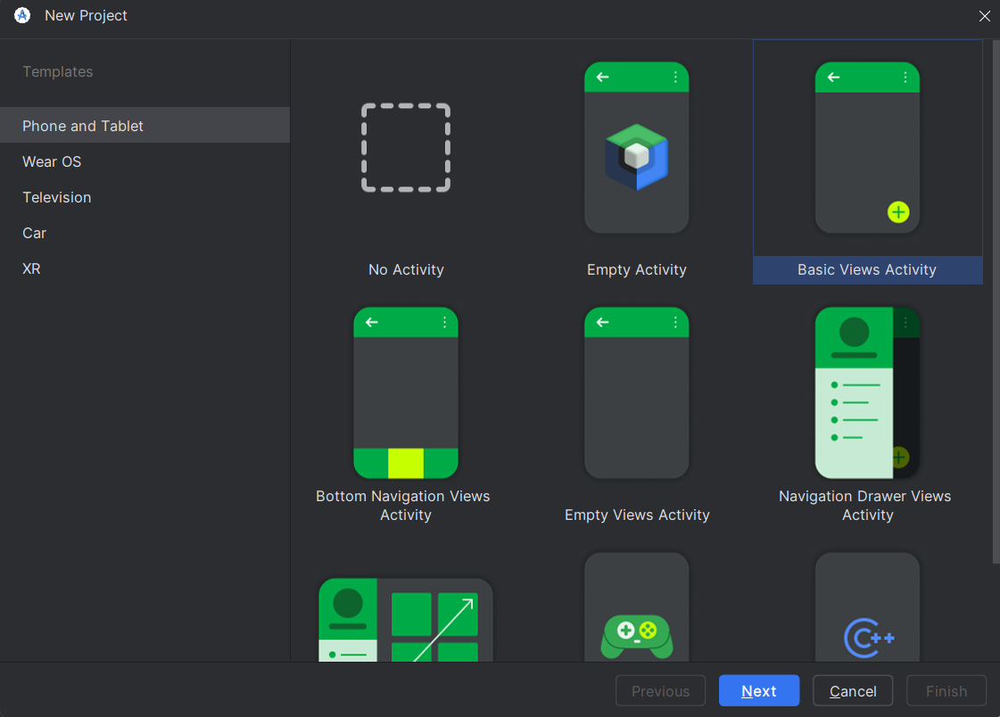 New Project
Templates
Phone and Tablet
Wear OS
Television
Car
XR
No Activity
Empty Activity
Basic Views Activity
Bottom Navigation Views
Activity
Empty Views Activity
Navigation Drawer Views
Activity
C++
Previous
Next
Cancel
Finish